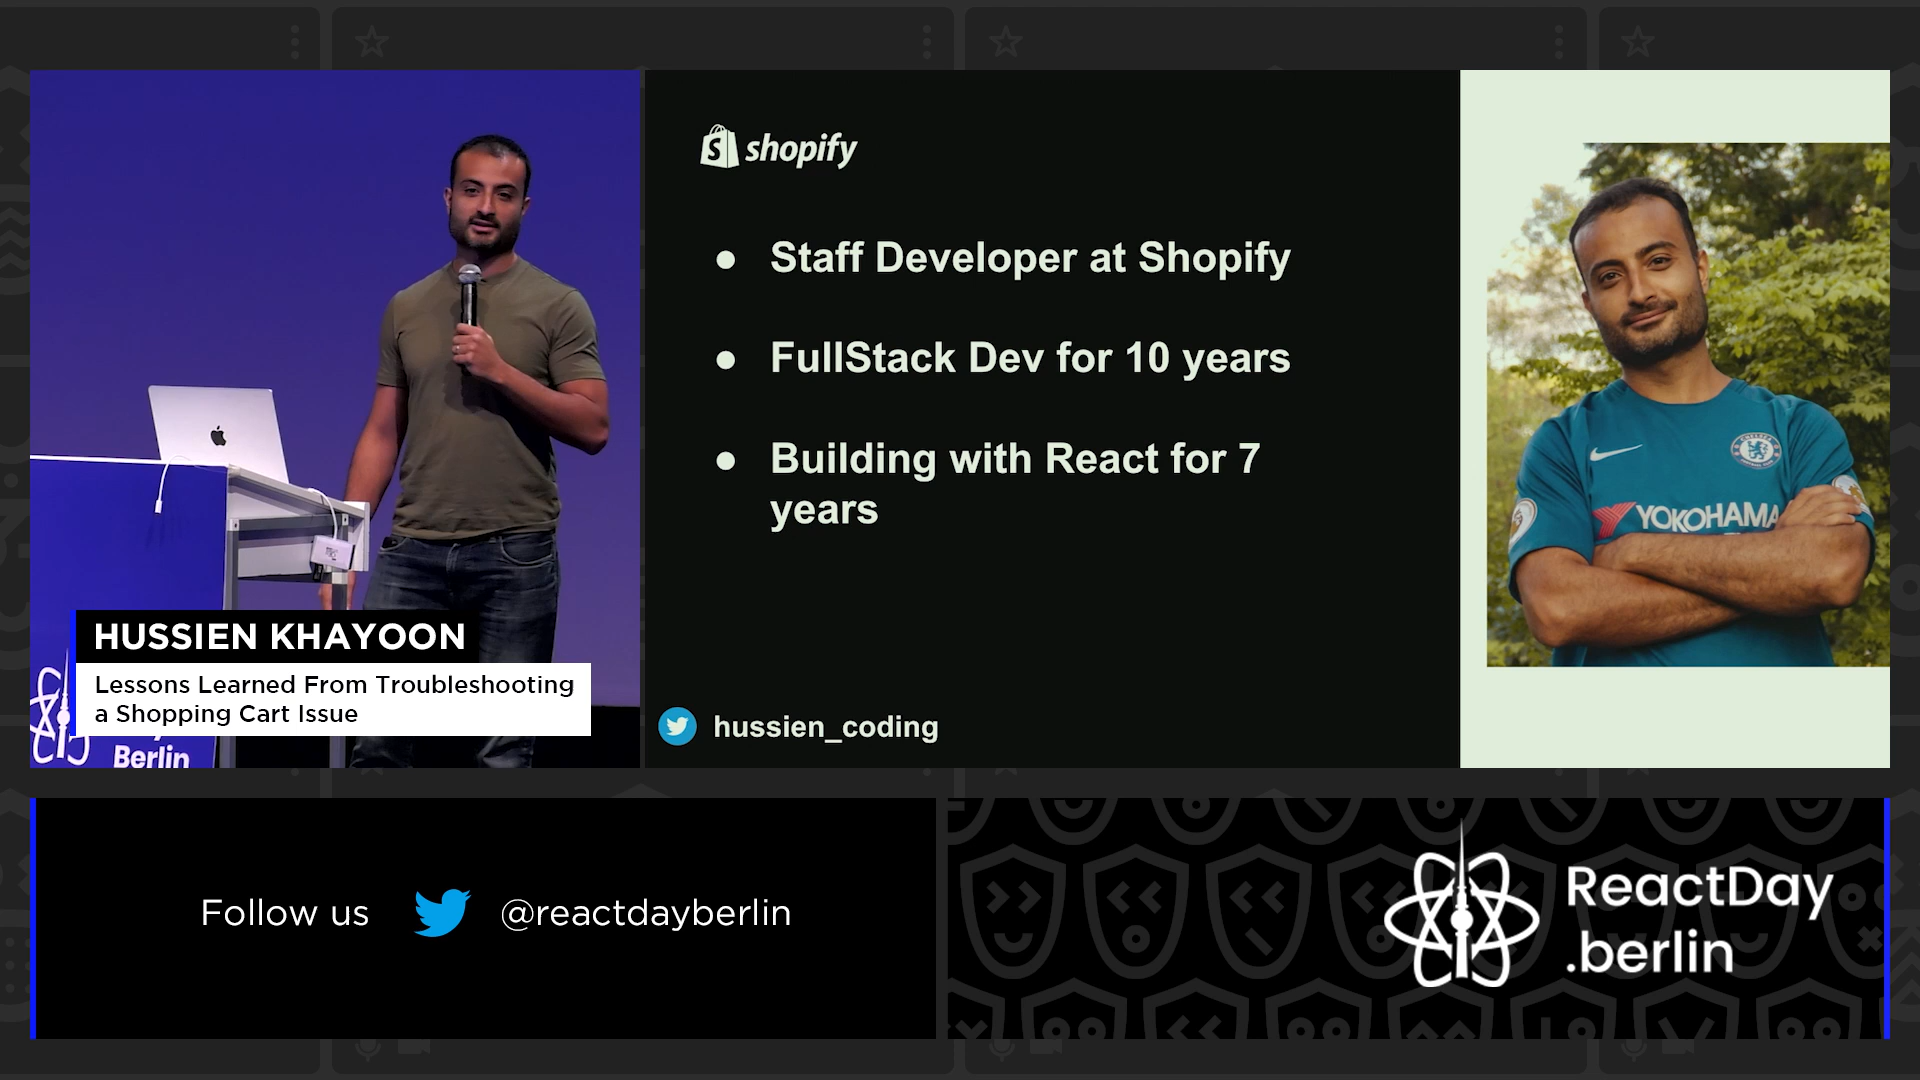 shopify
● Staff Developer at Shopify
● FullStack Dev for 10 years
● Building with React for 7
years
hussien_coding
YOKOHAMA
HUSSIEN KHAYOON
Lessons Learned From Troubleshooting
a Shopping Cart Issue
Berlin
Follow us @reactdayberlin
ReactDay
.berlin